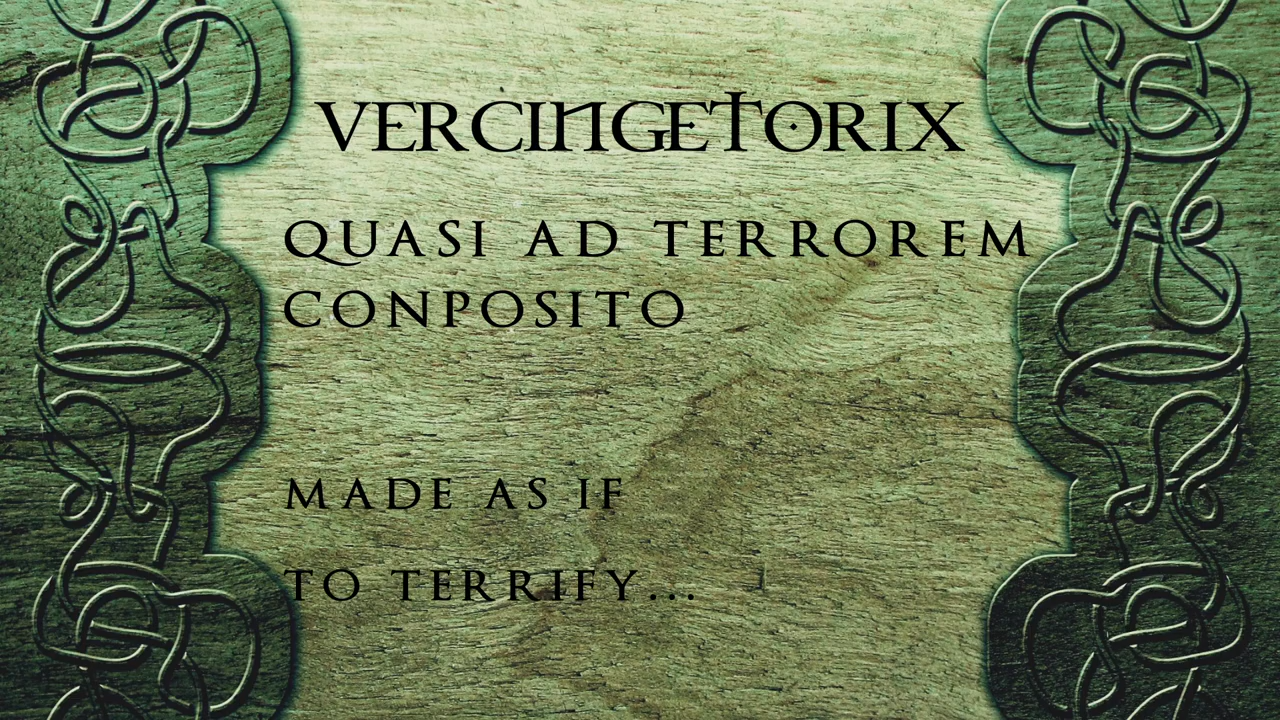 VERCINGETORIX
QUASI AD TERROREM
CONPOSITO
MADE AS IF
TO TERRIFY...